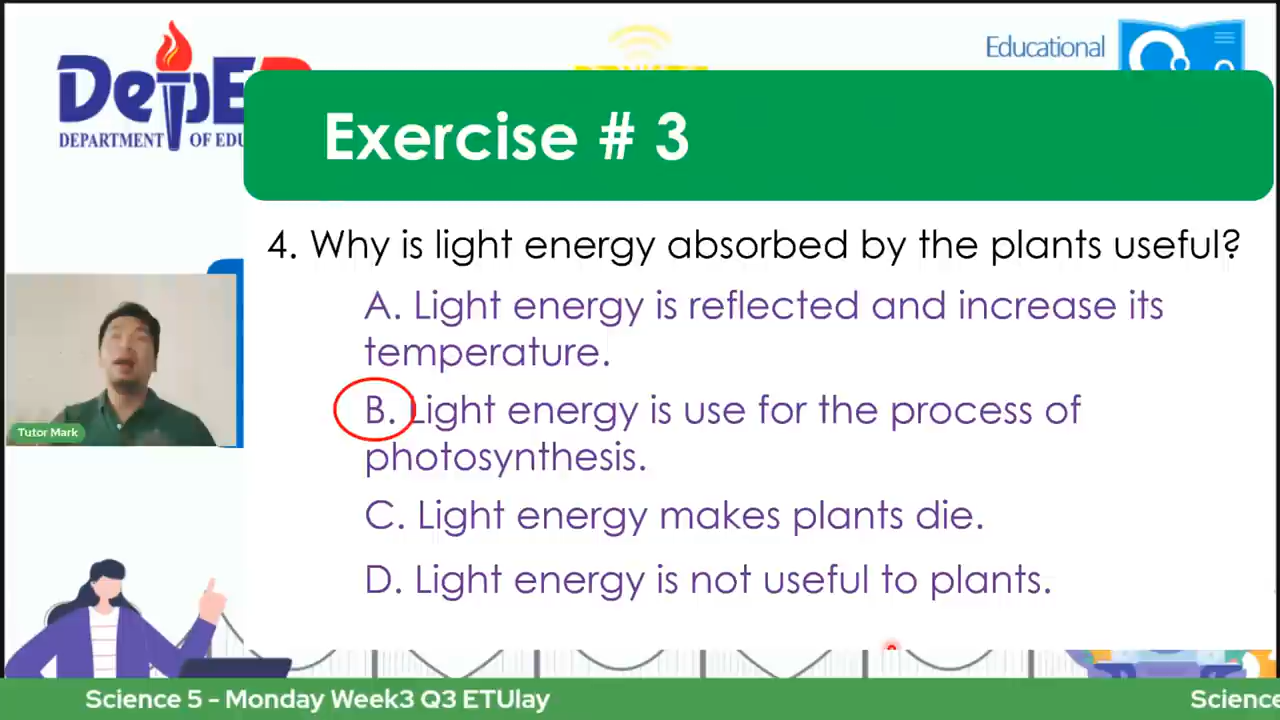 Educational
DepE
DEPARTMENT OF EDU
Exercise # 3
4. Why is light energy absorbed by the plants useful?
A. Light energy is reflected and increase its
temperature.
B. Light energy is use for the process of
photosynthesis.
C. Light energy makes plants die.
D. Light energy is not useful to plants.
Tutor Mark
Science 5 - Monday Week3 Q3 ETUlay
Science